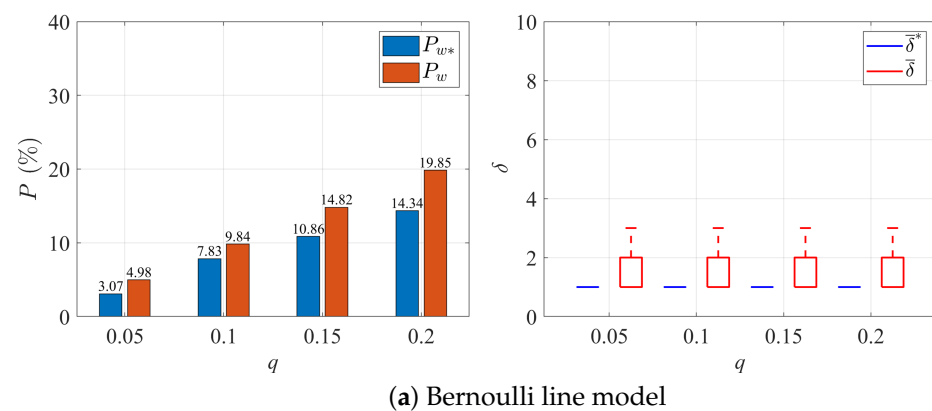 40
30
20
10
0
P (%)
P_{w*}
P_w
3.07
4.98
7.83
9.84
10.86
14.82
14.34
19.85
0.05 0.1 0.15 0.2
q
10
8
6
4
2
0
δ
δ̅*
δ̅
0.05 0.1 0.15 0.2
q
(a) Bernoulli line model